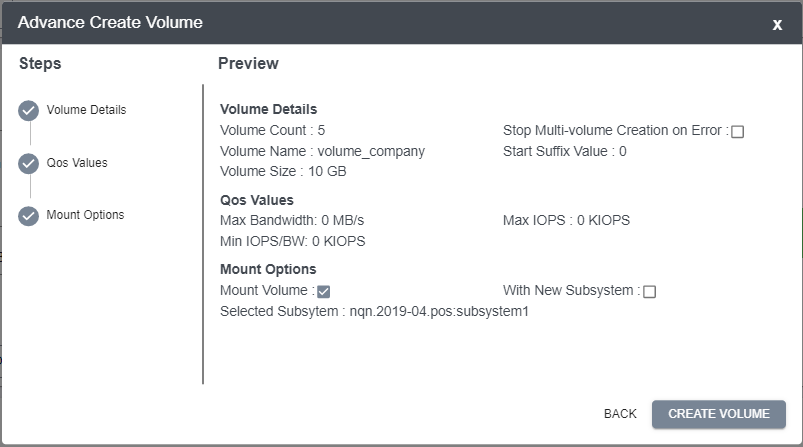 Advance Create Volume
x
Steps
Preview
Volume Details
Qos Values
Mount Options
Volume Details
Volume Count : 5
Stop Multi-volume Creation on Error :
Volume Name : volume_company
Start Suffix Value : 0
Volume Size : 10 GB
Qos Values
Max Bandwidth: 0 MB/s
Max IOPS : 0 KIOPS
Min IOPS/BW: 0 KIOPS
Mount Options
Mount Volume :
With New Subsystem :
Selected Subsytem : nqn.2019-04.pos:subsystem1
BACK
CREATE VOLUME